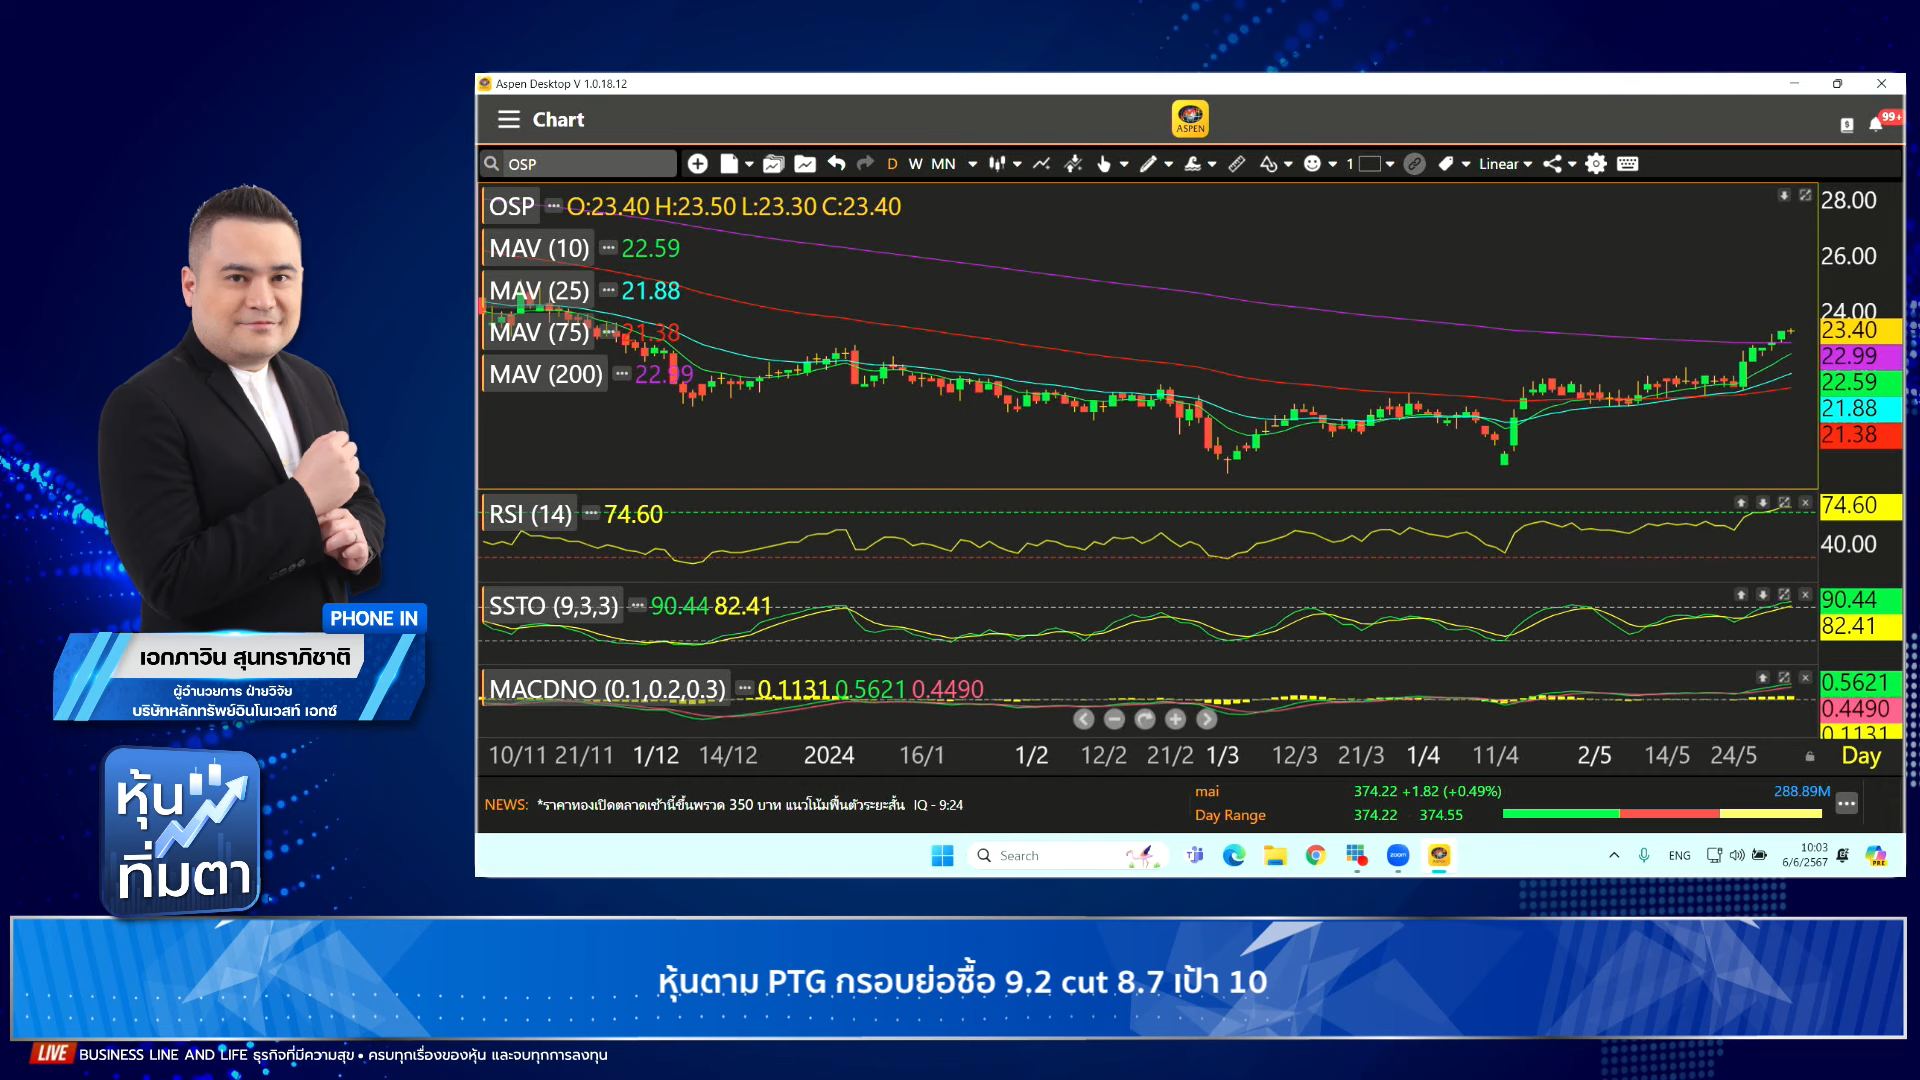 Aspen Desktop V 1.0.18.12
Chart
ASPEN
99+
OSP
D W MN
1
Linear
OSP O:23.40 H:23.50 L:23.30 C:23.40
MAV (10) 22.59
MAV (25) 21.88
MAV (75) 21.38
MAV (200) 22.99
28.00
26.00
24.00
23.40
22.99
22.59
21.88
21.38
RSI (14) 74.60
74.60
40.00
SSTO (9,3,3) 90.44 82.41
90.44
82.41
MACDNO (0.1,0.2,0.3) 0.1131 0.5621 0.4490
0.5621
0.4490
0.1131
10/11 21/11 1/12 14/12 2024 16/1 1/2 12/2 21/2 1/3 12/3 21/3 1/4 11/4 2/5 14/5 24/5 Day
NEWS: *ราคาทองเปิดตลาดเช้านี้ขึ้นพรวด 350 บาท แนวโน้มฟื้นตัวระยะสั้น IQ - 9:24
mai 374.22 +1.82 (+0.49%) 288.89M
Day Range 374.22 374.55
Search
zoom
ENG
10:03
6/6/2567
PRE
PHONE IN
เอกภาวิน สุนทราภิชาติ
ผู้อำนวยการ ฝ่ายวิจัย
บริษัทหลักทรัพย์อินโนเวสท์ เอกซ์
หุ้น
ทิ่มตา
หุ้นตาม PTG กรอบย่อซื้อ 9.2 cut 8.7 เป้า 10
LIVE BUSINESS LINE AND LIFE ธุรกิจที่มีความสุข • ครบทุกเรื่องของหุ้น และจบทุกการลงทุน